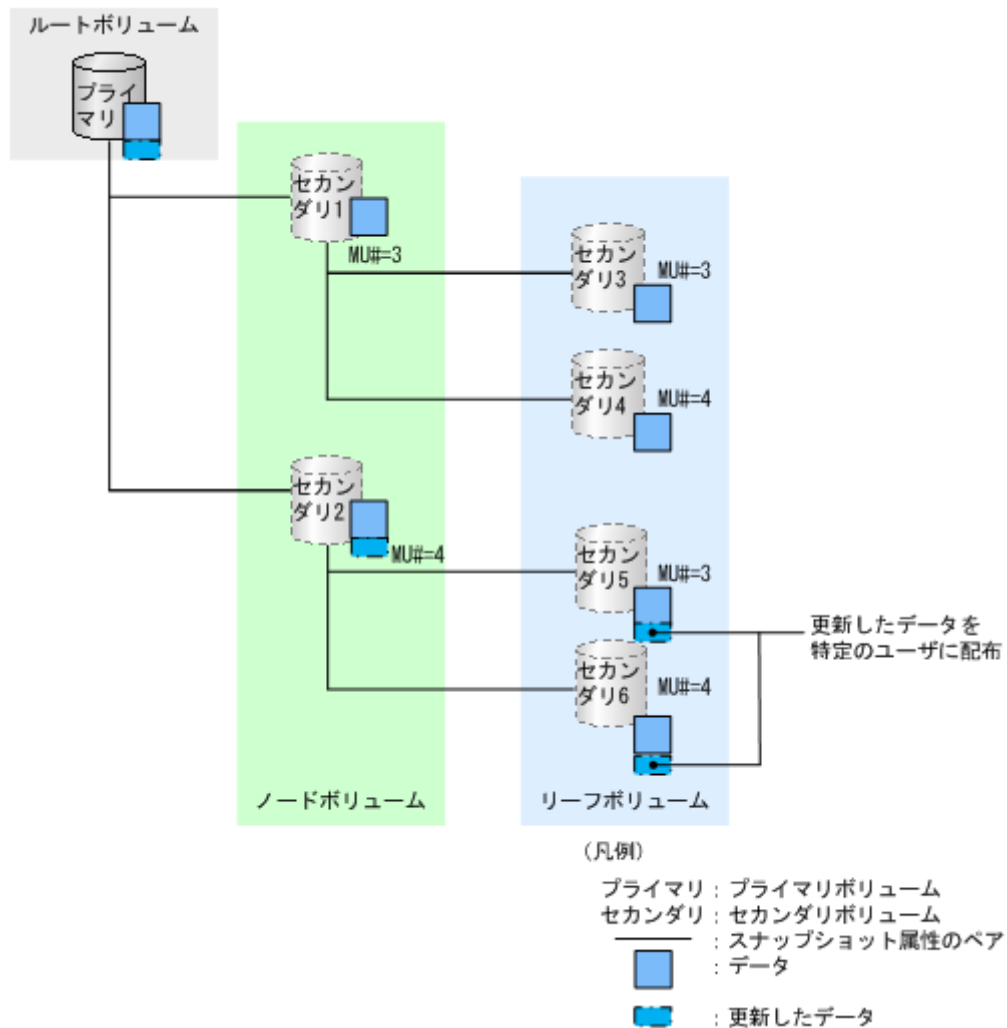 ルートボリューム
プライ
マリ
セカン
ダリ1
MU#=3
セカン
ダリ3
MU#=3
セカン
ダリ4
MU#=4
セカン
ダリ2
MU#=4
セカン
ダリ5
MU#=3
更新したデータを
特定のユーザに配布
セカン
ダリ6
MU#=4
ノードボリューム
リーフボリューム
(凡例)
プライマリ : プライマリボリューム
セカンダリ : セカンダリボリューム
: スナップショット属性のペア
: データ
: 更新したデータ